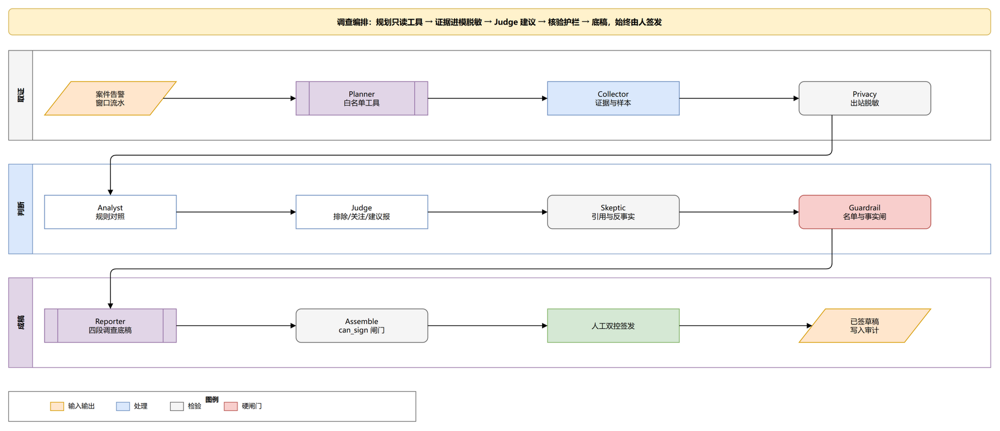 调查编排：规划只读工具 → 证据进模脱敏 → Judge 建议 → 核验护栏 → 底稿，始终由人签发
取证
案件告警
窗口流水
Planner
白名单工具
Collector
证据与样本
Privacy
出站脱敏
判断
Analyst
规则对照
Judge
排除/关注/建议报
Skeptic
引用与反事实
Guardrail
名单与事实闸
成稿
Reporter
四段调查底稿
Assemble
can_sign 闸门
人工双控签发
已签草稿
写入审计
图例
输入输出
处理
检验
硬闸门